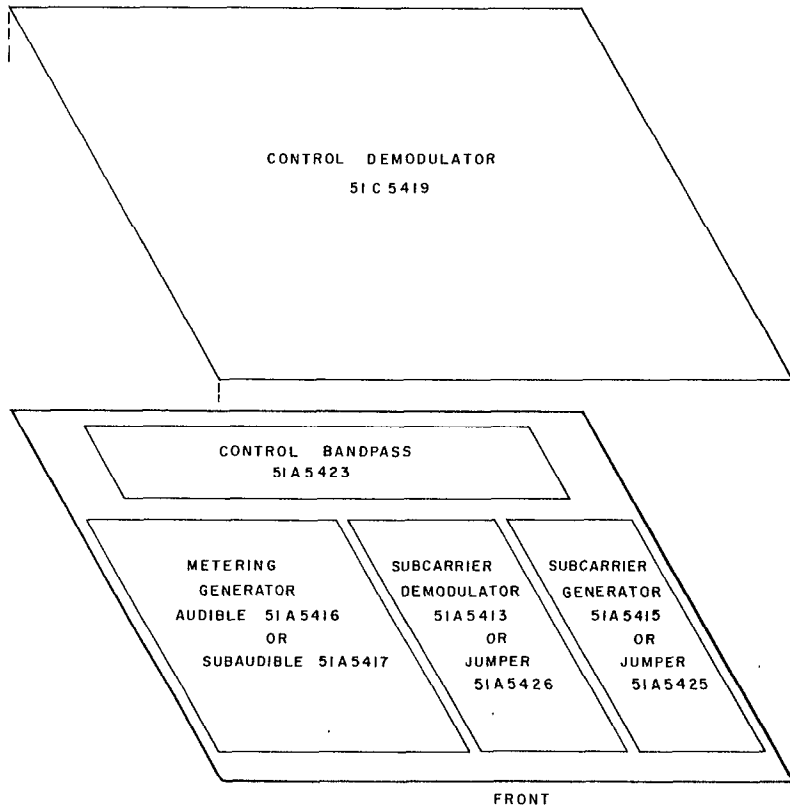 CONTROL DEMODULATOR
51C5419
CONTROL BANDPASS
51A5423
METERING
GENERATOR
AUDIBLE 51A5416
OR
SUBAUDIBLE 51A5417
SUBCARRIER
DEMODULATOR
51A5413
OR
JUMPER
51A5426
SUBCARRIER
GENERATOR
51A5415
OR
JUMPER
51A5425
FRONT